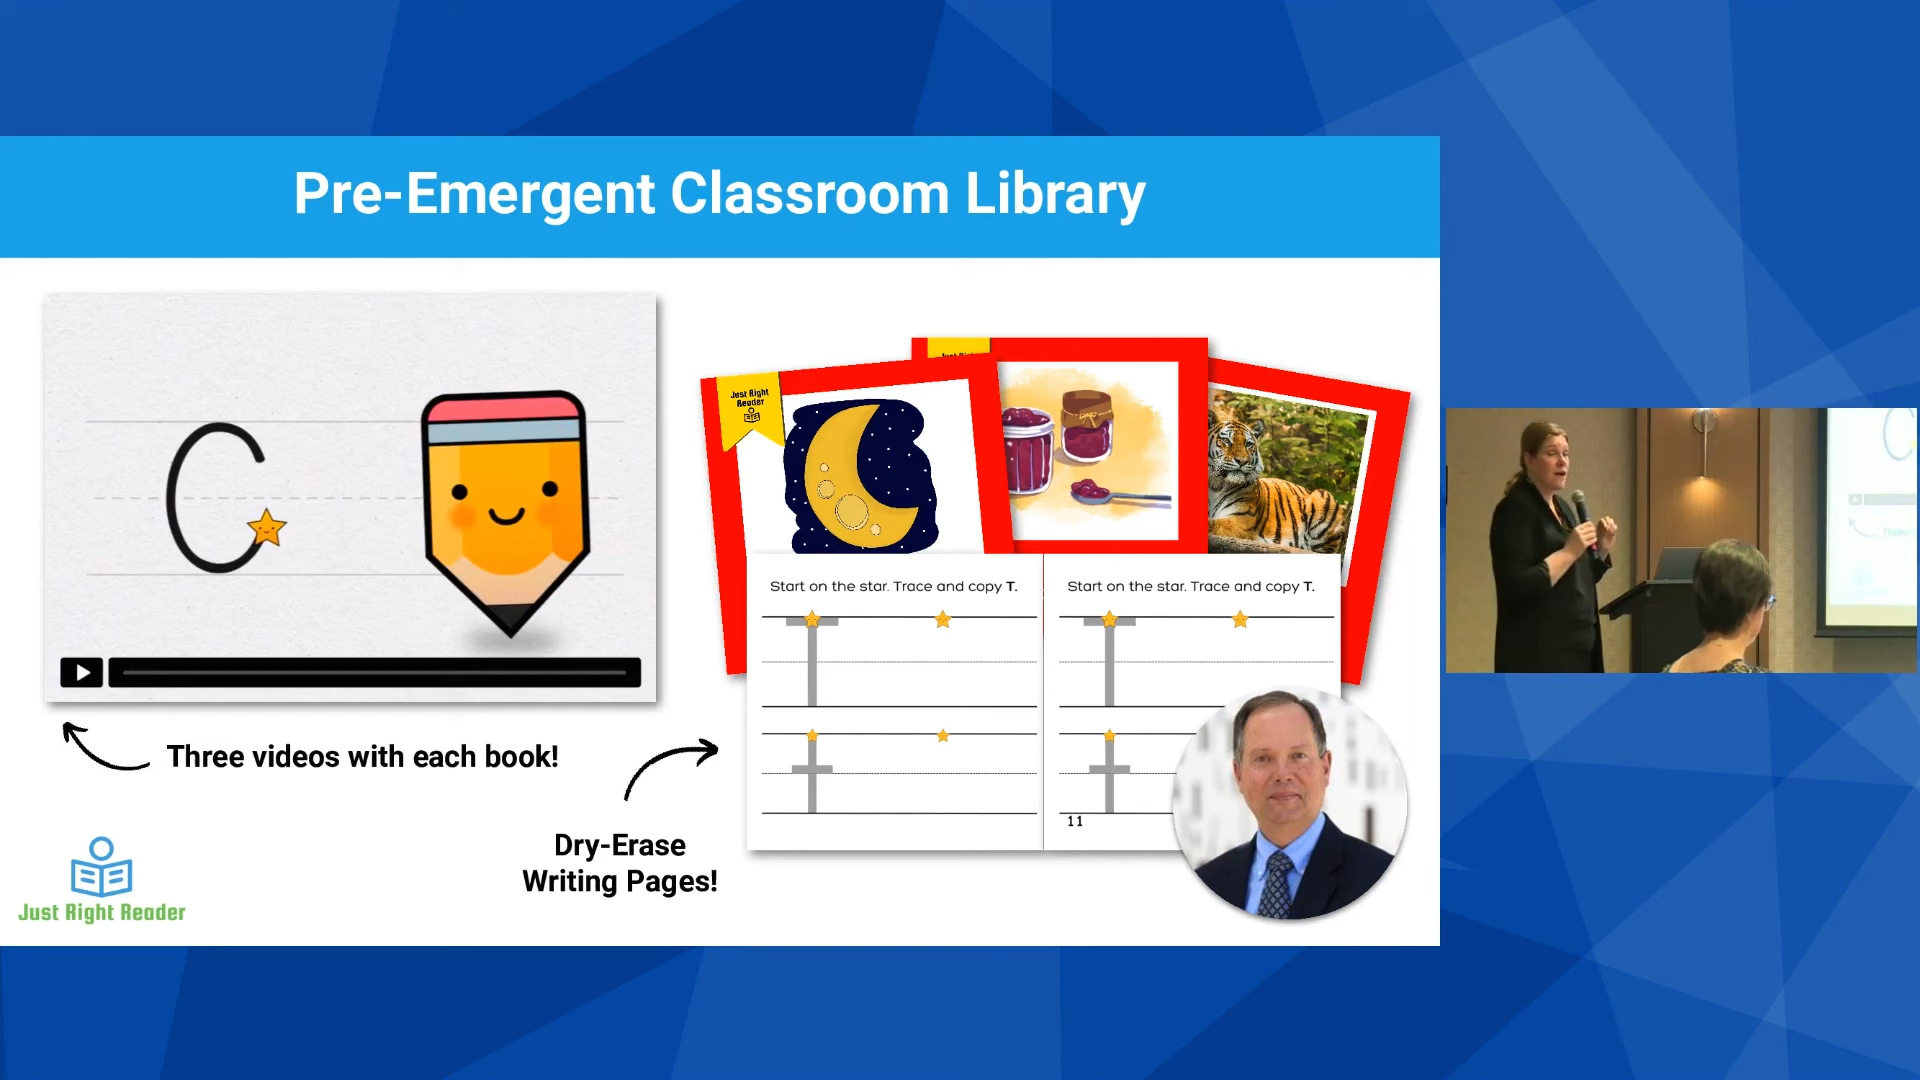 Pre-Emergent Classroom Library
C
Just Right
Reader
Start on the star. Trace and copy T.
Start on the star. Trace and copy T.
T
T
t
t
11
Three videos with each book!
Dry-Erase
Writing Pages!
Just Right Reader